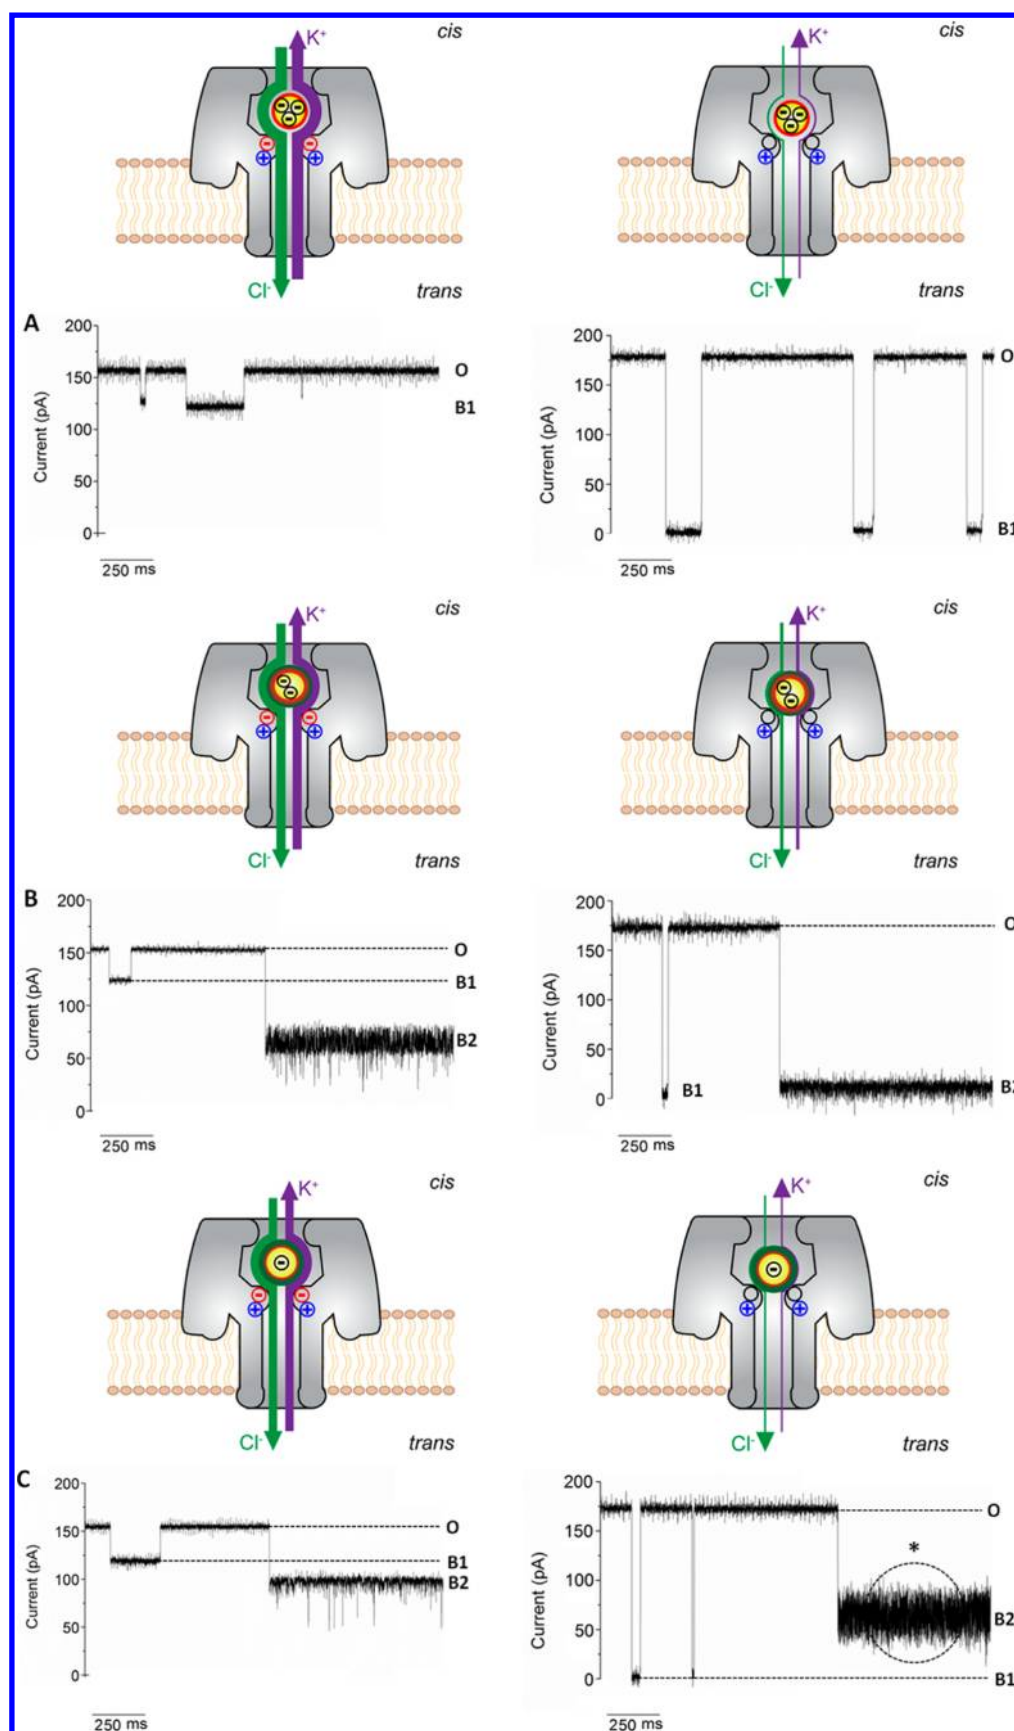 cis
K⁺
Cl⁻
trans
cis
K⁺
Cl⁻
trans
A
Current (pA)
200
150
100
50
0
O
B1
250 ms
Current (pA)
200
150
100
50
0
O
B1
250 ms
cis
K⁺
Cl⁻
trans
cis
K⁺
Cl⁻
trans
B
Current (pA)
200
150
100
50
0
O
B1
B2
250 ms
Current (pA)
200
150
100
50
0
O
B1
B2
250 ms
cis
K⁺
Cl⁻
trans
cis
K⁺
Cl⁻
trans
C
Current (pA)
200
150
100
50
0
O
B1
B2
250 ms
Current (pA)
200
150
100
50
0
O
*
B2
B1
250 ms